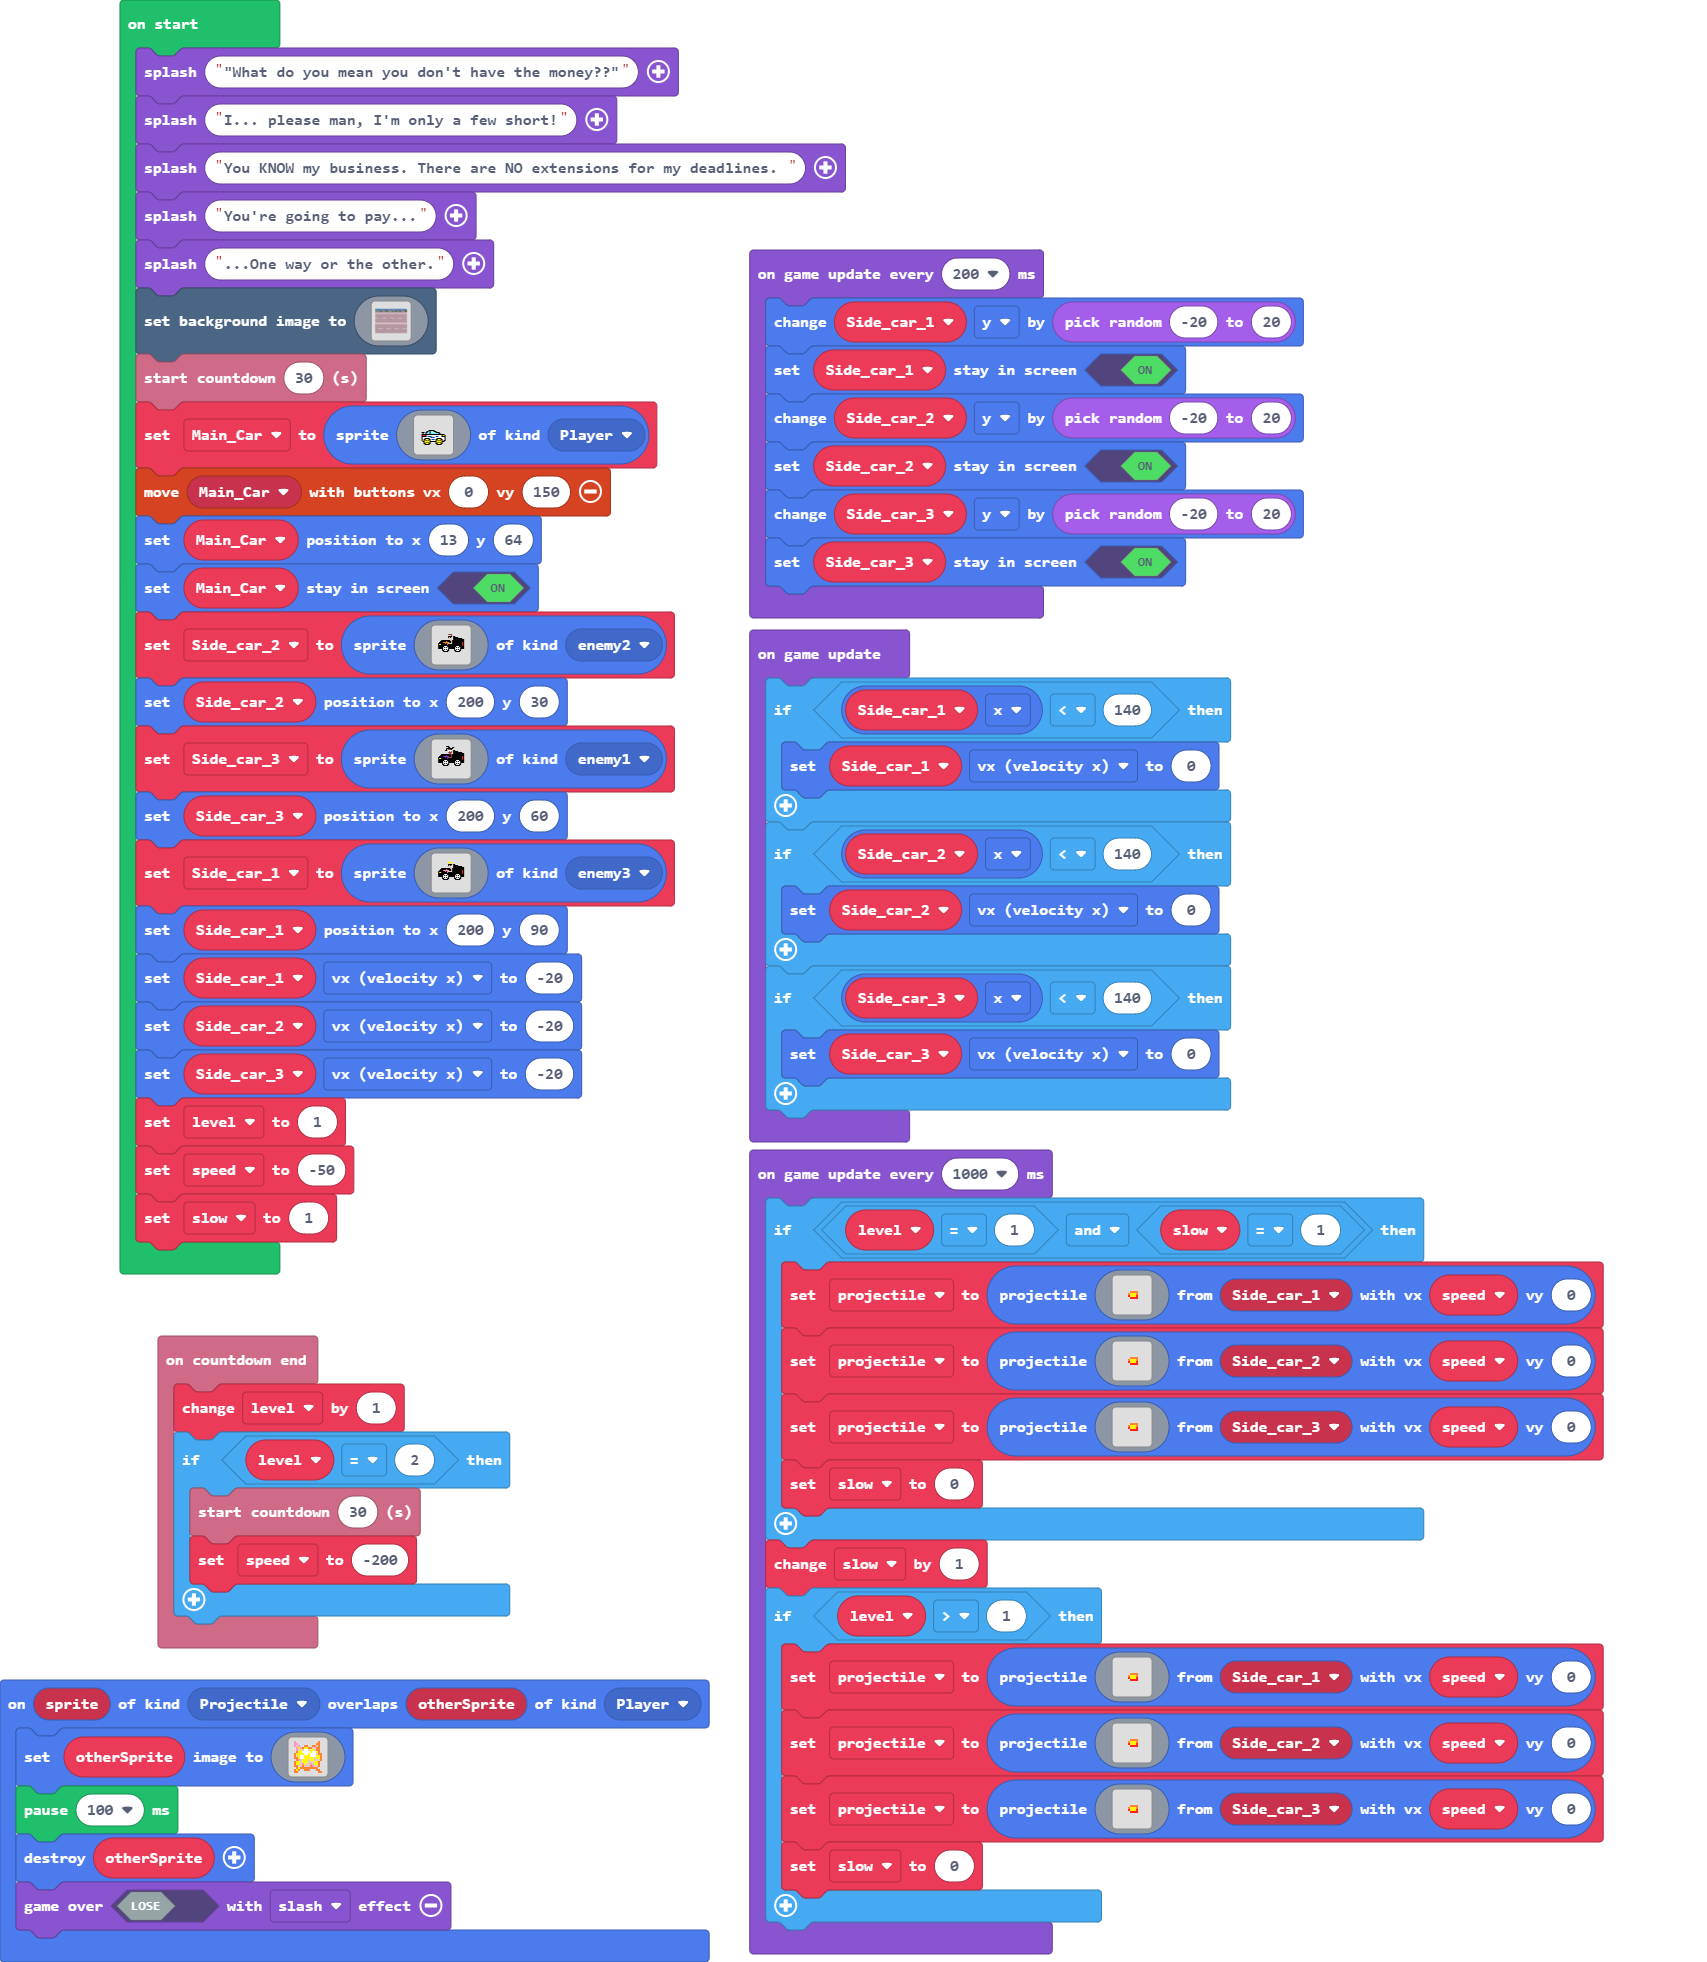 on start
splash ""What do you mean you don't have the money??""
splash "I... please man, I'm only a few short!"
splash "You KNOW my business. There are NO extensions for my deadlines. "
splash "You're going to pay..."
splash "...One way or the other."
set background image to
start countdown 30 (s)
set Main_Car to sprite of kind Player
move Main_Car with buttons vx 0 vy 150
set Main_Car position to x 13 y 64
set Main_Car stay in screen ON
set Side_car_2 to sprite of kind enemy2
set Side_car_2 position to x 200 y 30
set Side_car_3 to sprite of kind enemy1
set Side_car_3 position to x 200 y 60
set Side_car_1 to sprite of kind enemy3
set Side_car_1 position to x 200 y 90
set Side_car_1 vx (velocity x) to -20
set Side_car_2 vx (velocity x) to -20
set Side_car_3 vx (velocity x) to -20
set level to 1
set speed to -50
set slow to 1
on countdown end
change level by 1
if level = 2 then
start countdown 30 (s)
set speed to -200
on sprite of kind Projectile overlaps otherSprite of kind Player
set otherSprite image to
pause 100 ms
destroy otherSprite
game over LOSE with slash effect
on game update every 200 ms
change Side_car_1 y by pick random -20 to 20
set Side_car_1 stay in screen ON
change Side_car_2 y by pick random -20 to 20
set Side_car_2 stay in screen ON
change Side_car_3 y by pick random -20 to 20
set Side_car_3 stay in screen ON
on game update
if Side_car_1 x < 140 then
set Side_car_1 vx (velocity x) to 0
if Side_car_2 x < 140 then
set Side_car_2 vx (velocity x) to 0
if Side_car_3 x < 140 then
set Side_car_3 vx (velocity x) to 0
on game update every 1000 ms
if level = 1 and slow = 1 then
set projectile to projectile from Side_car_1 with vx speed vy 0
set projectile to projectile from Side_car_2 with vx speed vy 0
set projectile to projectile from Side_car_3 with vx speed vy 0
set slow to 0
change slow by 1
if level > 1 then
set projectile to projectile from Side_car_1 with vx speed vy 0
set projectile to projectile from Side_car_2 with vx speed vy 0
set projectile to projectile from Side_car_3 with vx speed vy 0
set slow to 0